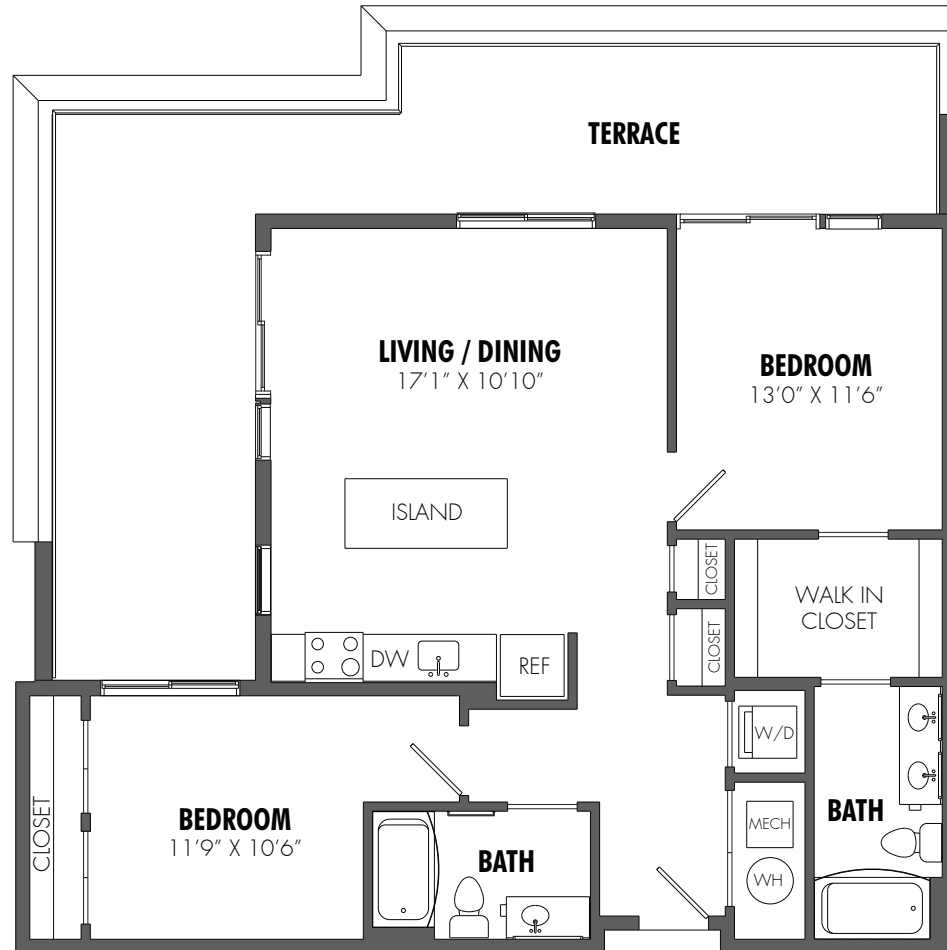 TERRACE
LIVING / DINING
17’1” X 10’10”
BEDROOM
13’0” X 11’6”
ISLAND
CLOSET
WALK IN
CLOSET
CLOSET
DW
REF
W/D
BEDROOM
11’9” X 10’6”
CLOSET
BATH
MECH
WH
BATH